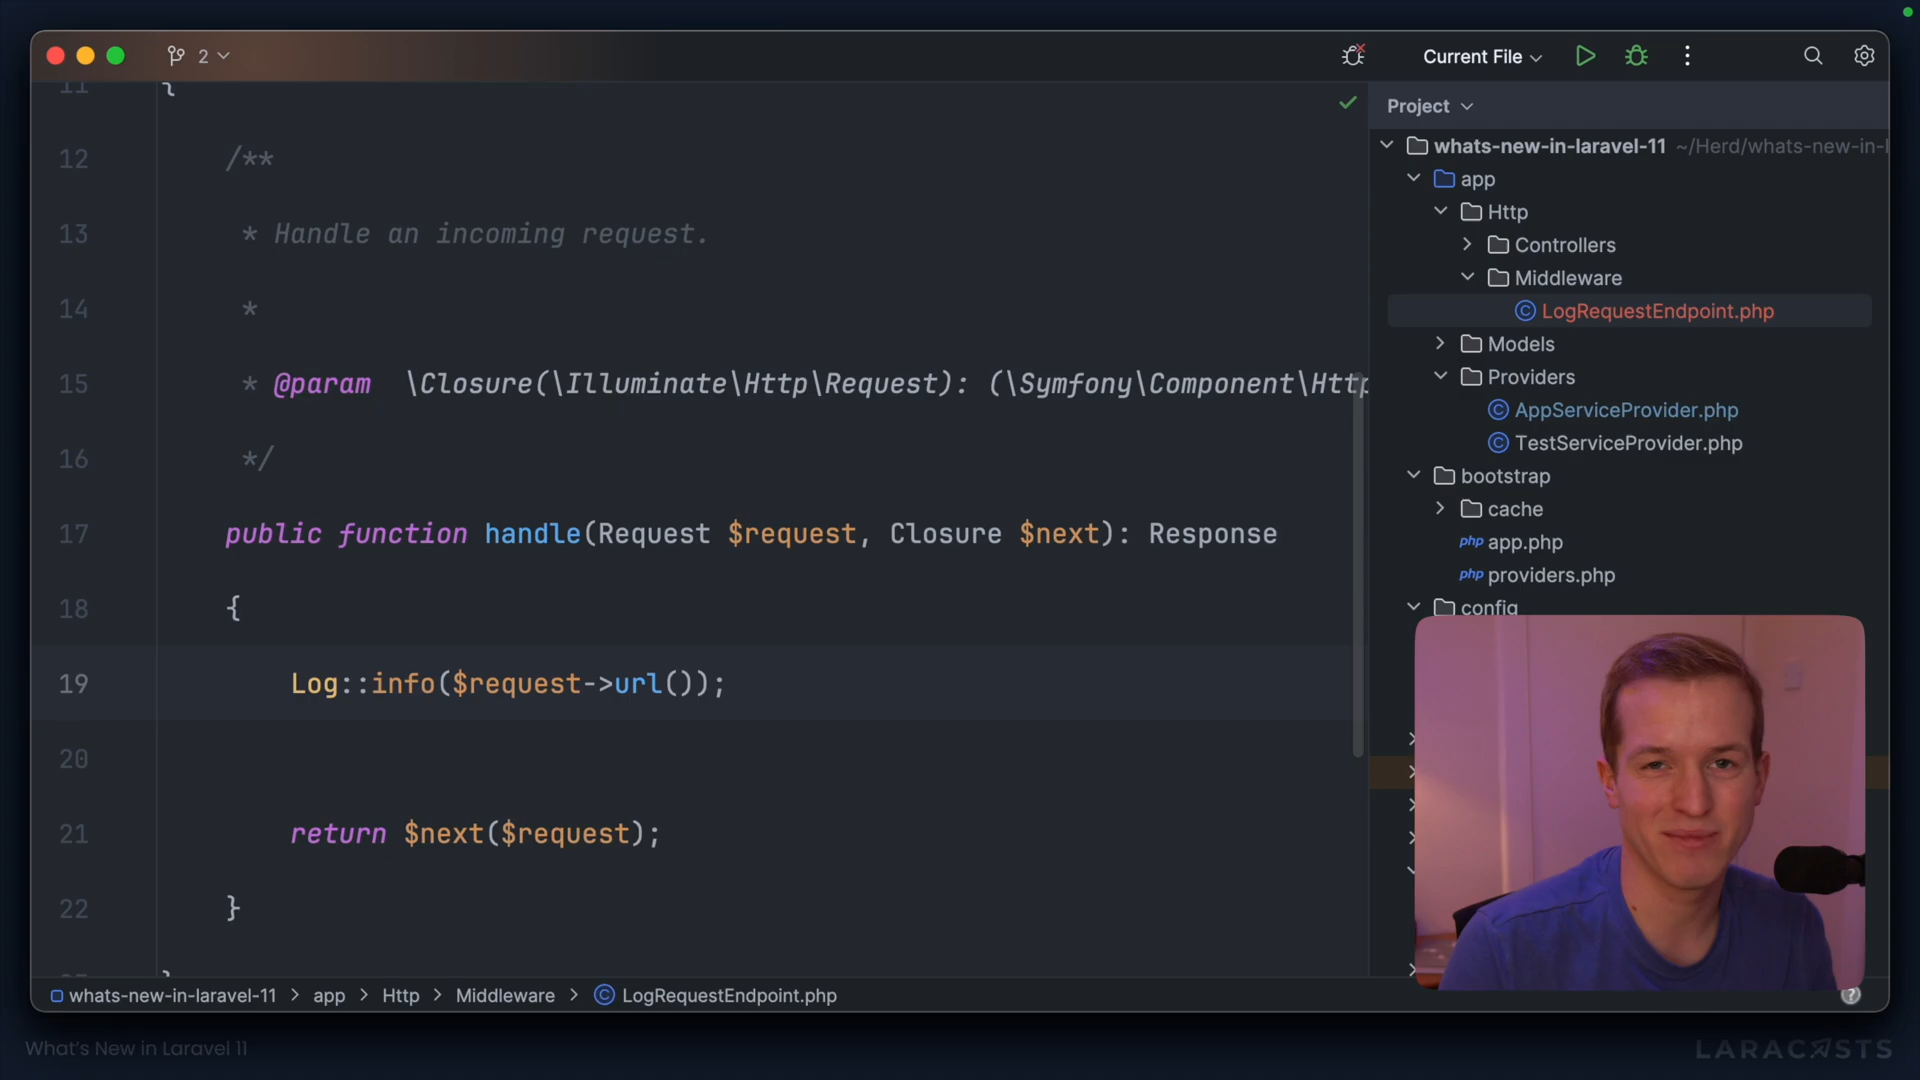 2
Current File
11 {
12 /**
13 * Handle an incoming request.
14 *
15 * @param \Closure(\Illuminate\Http\Request): (\Symfony\Component\Http
16 */
17 public function handle(Request $request, Closure $next): Response
18 {
19 Log::info($request->url());
20
21 return $next($request);
22 }
Project
whats-new-in-laravel-11 ~/Herd/whats-new-in-l
app
Http
Controllers
Middleware
LogRequestEndpoint.php
Models
Providers
AppServiceProvider.php
TestServiceProvider.php
bootstrap
cache
php app.php
php providers.php
config
whats-new-in-laravel-11 > app > Http > Middleware > LogRequestEndpoint.php
What's New in Laravel 11
LARACASTS